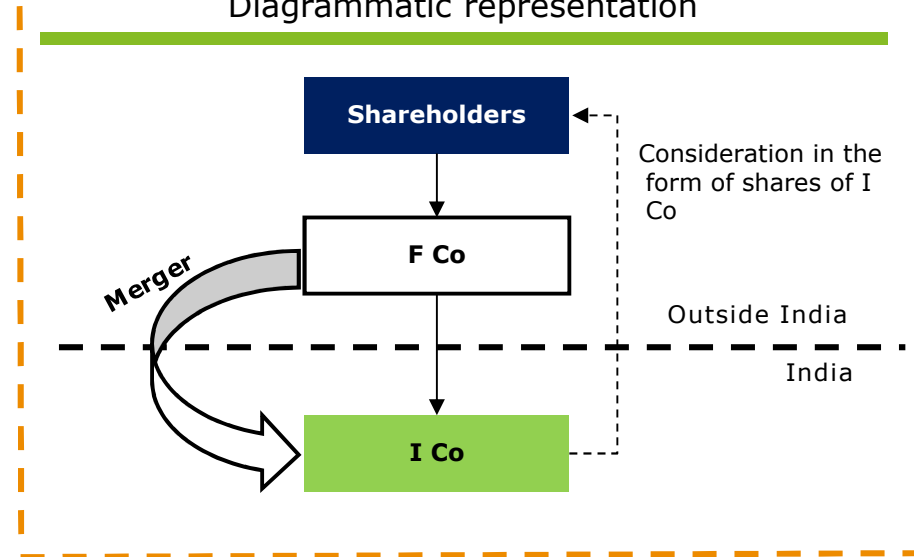 Diagrammatic representation
Shareholders
Consideration in the
form of shares of I
Co
F Co
Merger
Outside India
India
I Co